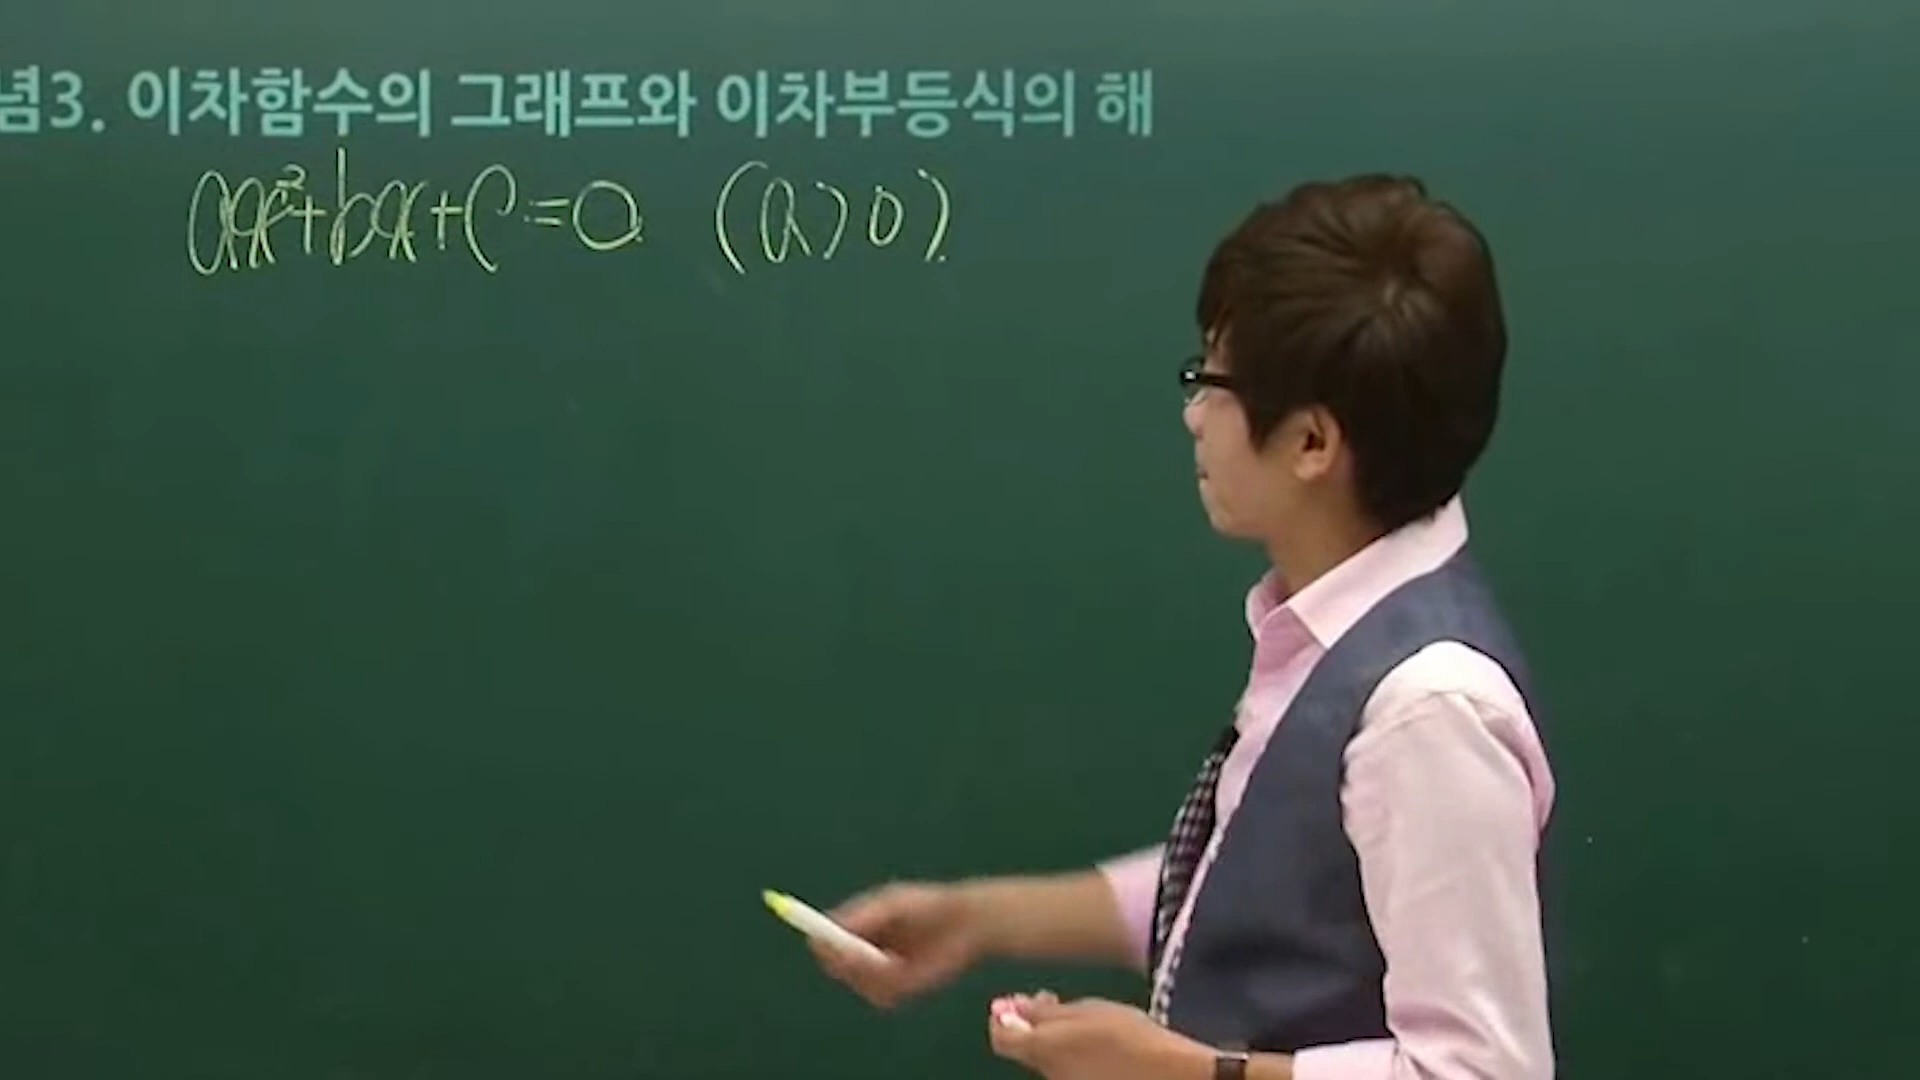 념3. 이차함수의 그래프와 이차부등식의 해
ax²+bx+c=0 (a>0).